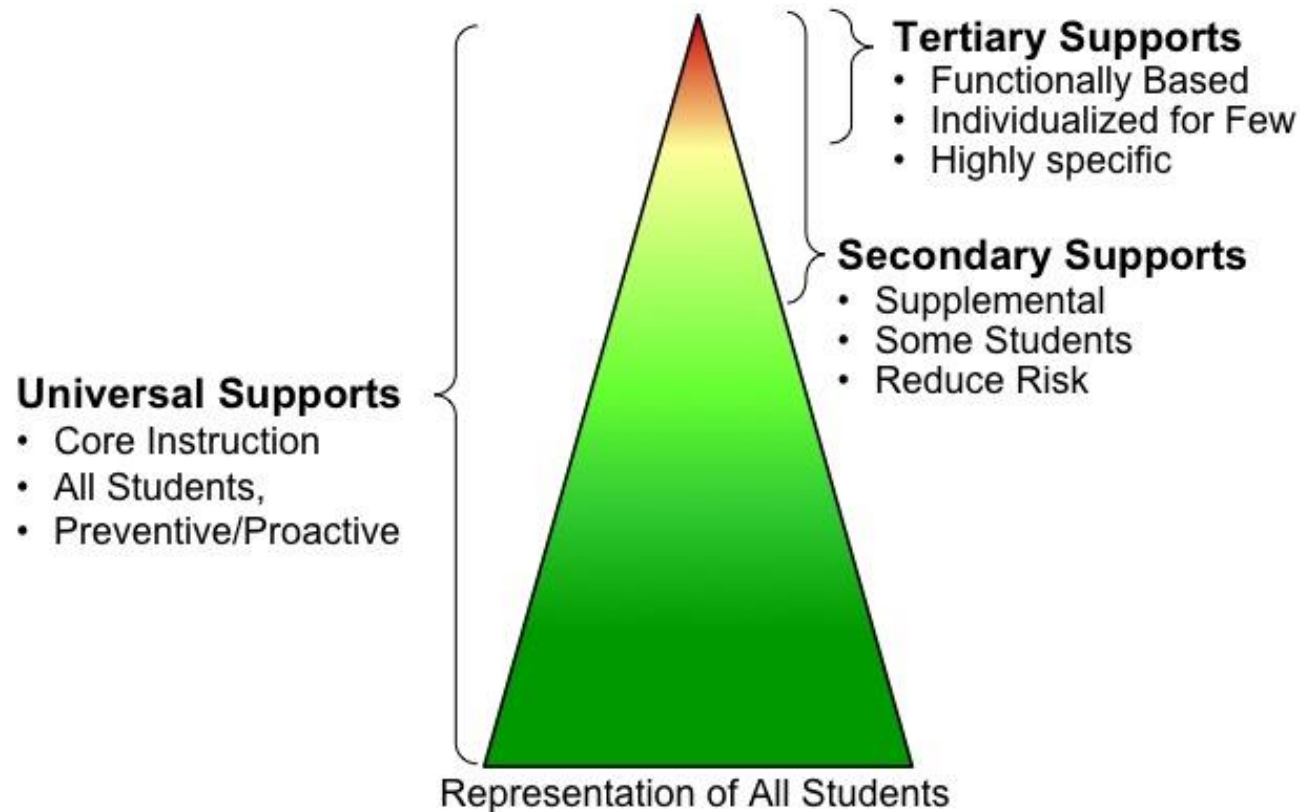 Tertiary Supports
• Functionally Based
• Individualized for Few
• Highly specific
Secondary Supports
• Supplemental
• Some Students
• Reduce Risk
Universal Supports
• Core Instruction
• All Students,
• Preventive/Proactive
Representation of All Students